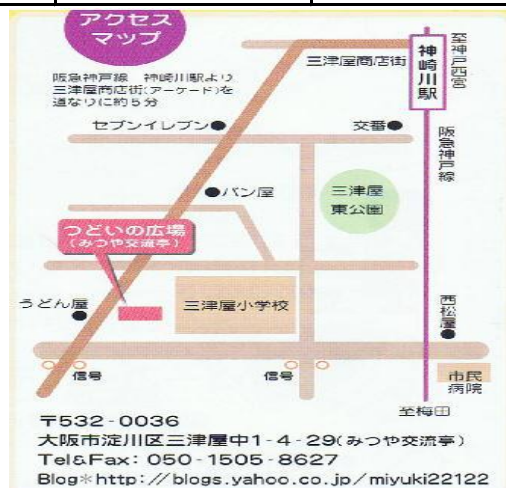 アクセス
マップ
阪急神戸線　神崎川駅より
三津屋商店街(アーケード)を
道なりに約5分
三津屋商店街
神崎川駅
至神戸西宮
阪急神戸線
セブンイレブン●
交番●
●パン屋
三津屋
東公園
つどいの広場
(みつや交流亭)
うどん屋
三津屋小学校
西松屋
信号
信号
市民
病院
至梅田
〒532-0036
大阪市淀川区三津屋中1-4-29(みつや交流亭)
Tel&Fax: 050-1505-8627
Blog*http://blogs.yahoo.co.jp/miyuki22122